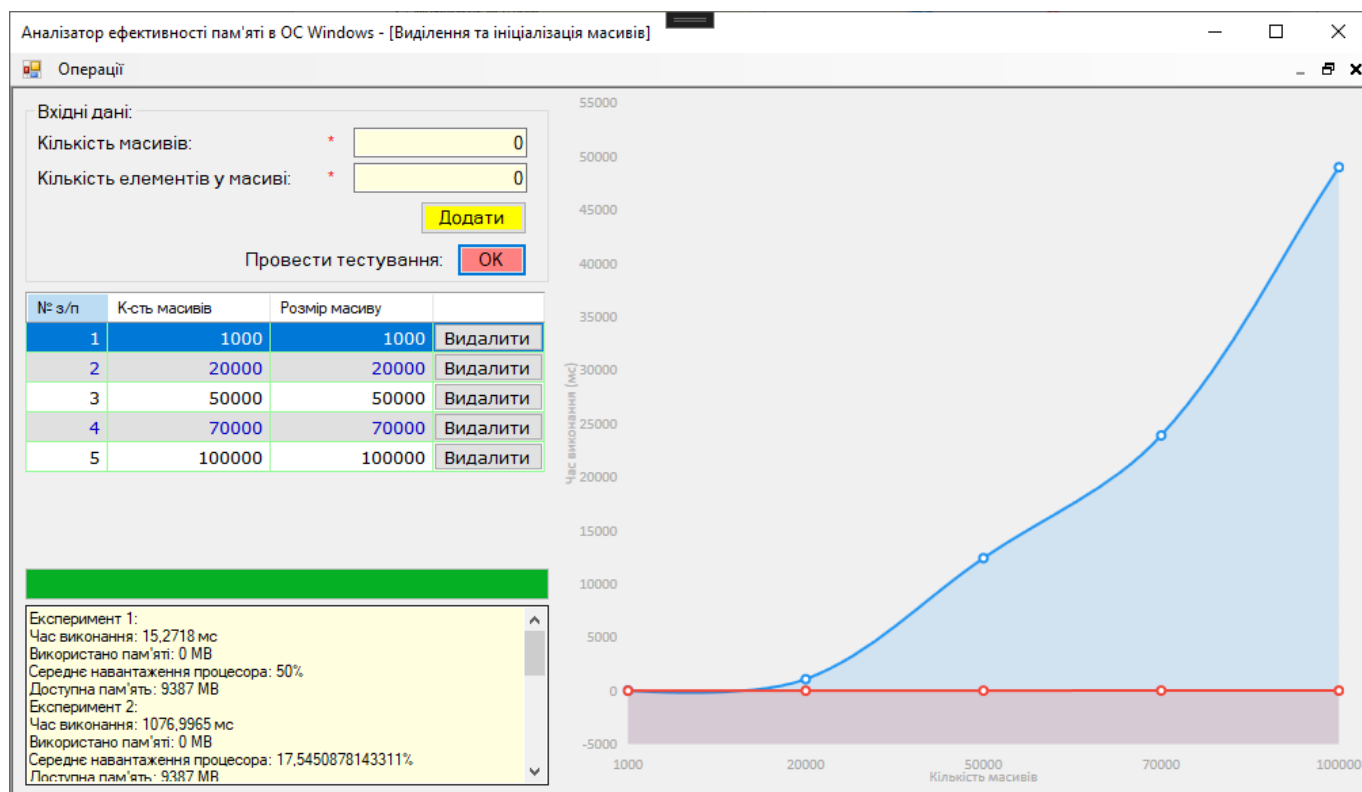 Аналізатор ефективності пам'яті в ОС Windows - [Виділення та ініціалізація масивів]
Операції
Вхідні дані:
Кількість масивів: * 0
Кількість елементів у масиві: * 0
Додати
Провести тестування: OK
№ з/п К-сть масивів Розмір масиву
1 1000 1000 Видалити
2 20000 20000 Видалити
3 50000 50000 Видалити
4 70000 70000 Видалити
5 100000 100000 Видалити
Експеримент 1:
Час виконання: 15,2718 мс
Використано пам'яті: 0 MB
Середнє навантаження процесора: 50%
Доступна пам'ять: 9387 MB
Експеримент 2:
Час виконання: 1076,9965 мс
Використано пам'яті: 0 MB
Середнє навантаження процесора: 17,5450878143311%
Доступна пам'ять: 9387 MB
55000
50000
45000
40000
35000
30000
25000
20000
15000
10000
5000
0
-5000
Час виконання (мс)
1000 20000 50000 70000 100000
Кількість масивів